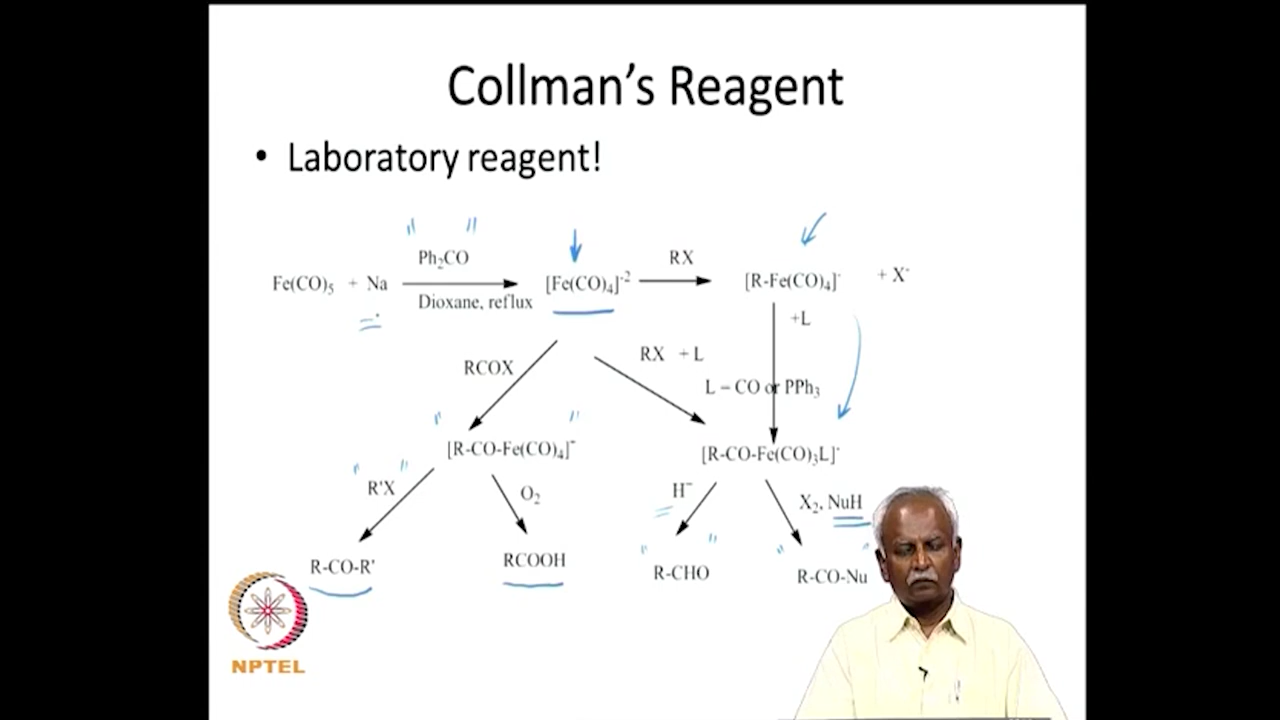 Collman's Reagent
• Laboratory reagent!
Ph₂CO
Fe(CO)₅ + Na
Dioxane, reflux
[Fe(CO)₄]⁻²
RX
[R-Fe(CO)₄]⁻
+ X⁻
+L
RCOX
RX + L
L – CO or PPh₃
[R-CO-Fe(CO)₄]⁻
[R-CO-Fe(CO)₃L]⁻
R'X
O₂
H⁻
X₂, NuH
R-CO-R'
RCOOH
R-CHO
R-CO-Nu
NPTEL